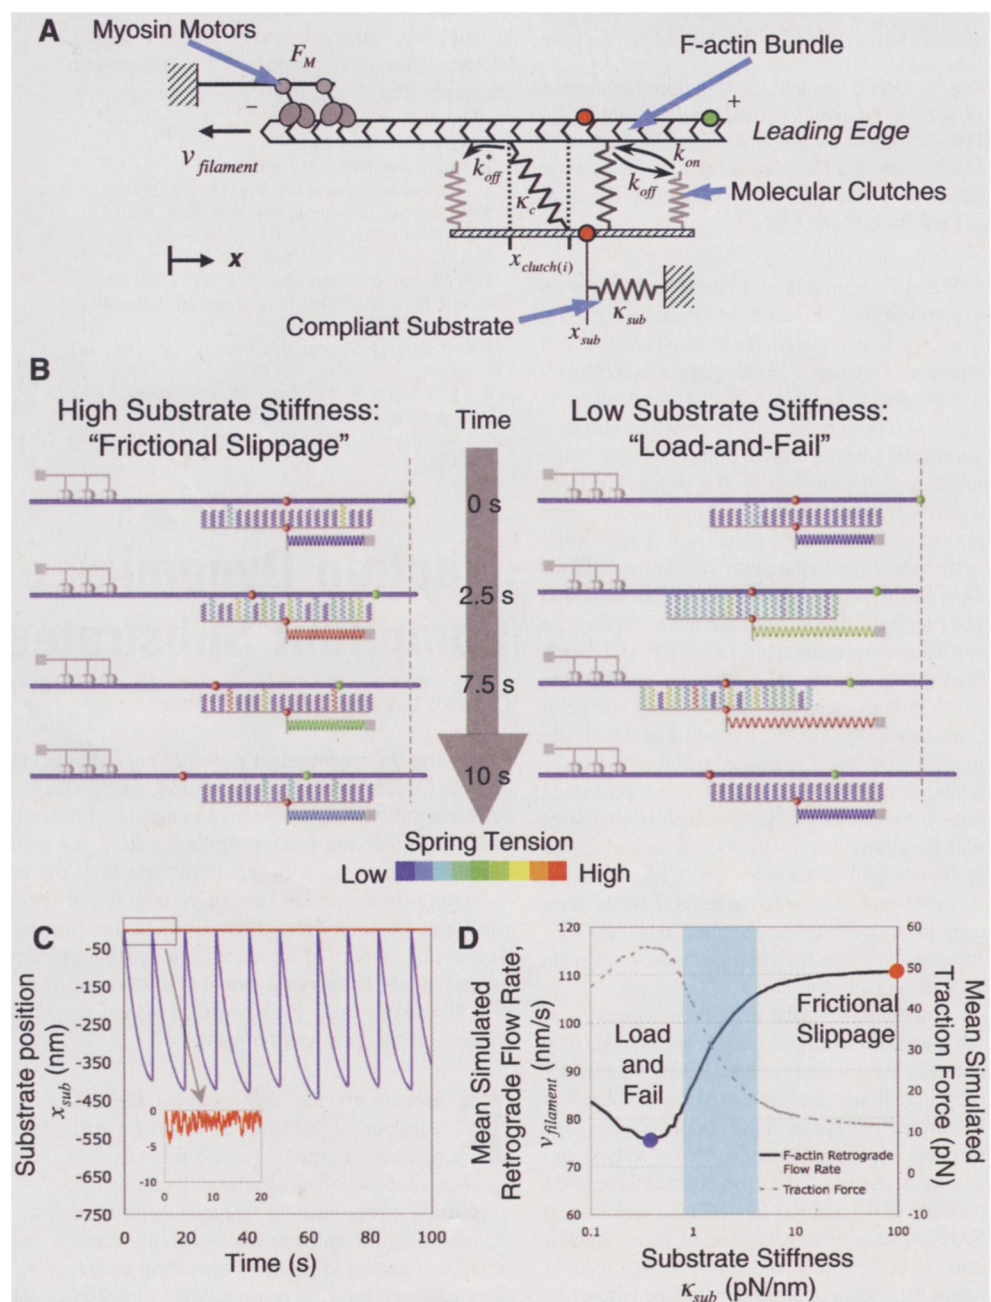 A
Myosin Motors
F_M
F-actin Bundle
−
+
Leading Edge
v_filament
k*_off
k_on
k_off
κ_c
Molecular Clutches
x
x_clutch(i)
κ_sub
Compliant Substrate
x_sub
B
High Substrate Stiffness:
“Frictional Slippage”
Time
Low Substrate Stiffness:
“Load-and-Fail”
0 s
2.5 s
7.5 s
10 s
Spring Tension
Low
High
C
Substrate position
x_sub (nm)
-50
-150
-250
-350
-450
-550
-650
-750
0
-5
-10
0 10 20
0 20 40 60 80 100
Time (s)
D
Mean Simulated
Retrograde Flow Rate,
v_filament (nm/s)
120
110
100
90
80
70
60
Load
and
Fail
Frictional
Slippage
F-actin Retrograde
Flow Rate
Traction Force
60
50
40
30
20
10
0
-10
Mean Simulated
Traction Force (pN)
0.1 1 10 100
Substrate Stiffness
κ_sub (pN/nm)